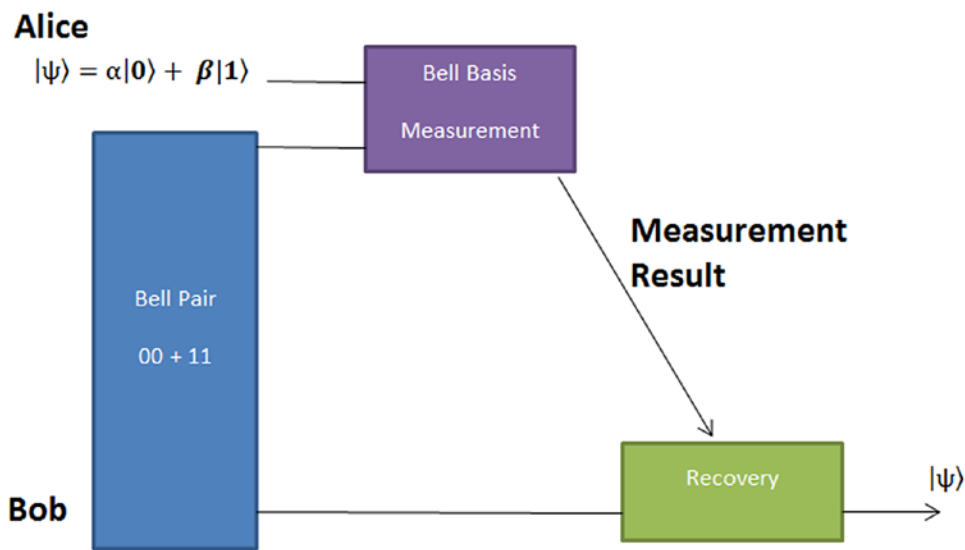 Alice
|ψ⟩ = α|0⟩ + β|1⟩
Bell Basis
Measurement
Measurement
Result
Bell Pair
00 + 11
Recovery
|ψ⟩
Bob